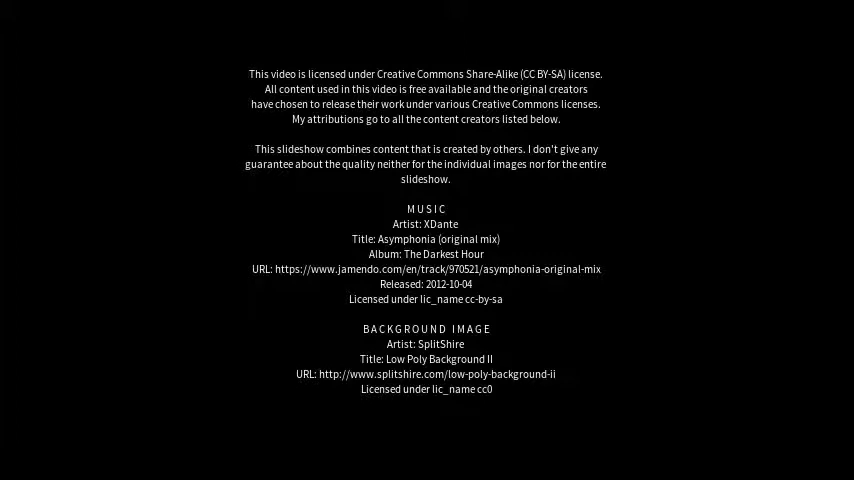 This video is licensed under Creative Commons Share-Alike (CC BY-SA) license.
All content used in this video is free available and the original creators
have chosen to release their work under various Creative Commons licenses.
My attributions go to all the content creators listed below.
This slideshow combines content that is created by others. I don't give any
guarantee about the quality neither for the individual images nor for the entire
slideshow.
MUSIC
Artist: XDante
Title: Asymphonia (original mix)
Album: The Darkest Hour
URL: https://www.jamendo.com/en/track/970521/asymphonia-original-mix
Released: 2012-10-04
Licensed under lic_name cc-by-sa
BACKGROUND IMAGE
Artist: SplitShire
Title: Low Poly Background II
URL: http://www.splitshire.com/low-poly-background-ii
Licensed under lic_name cc0